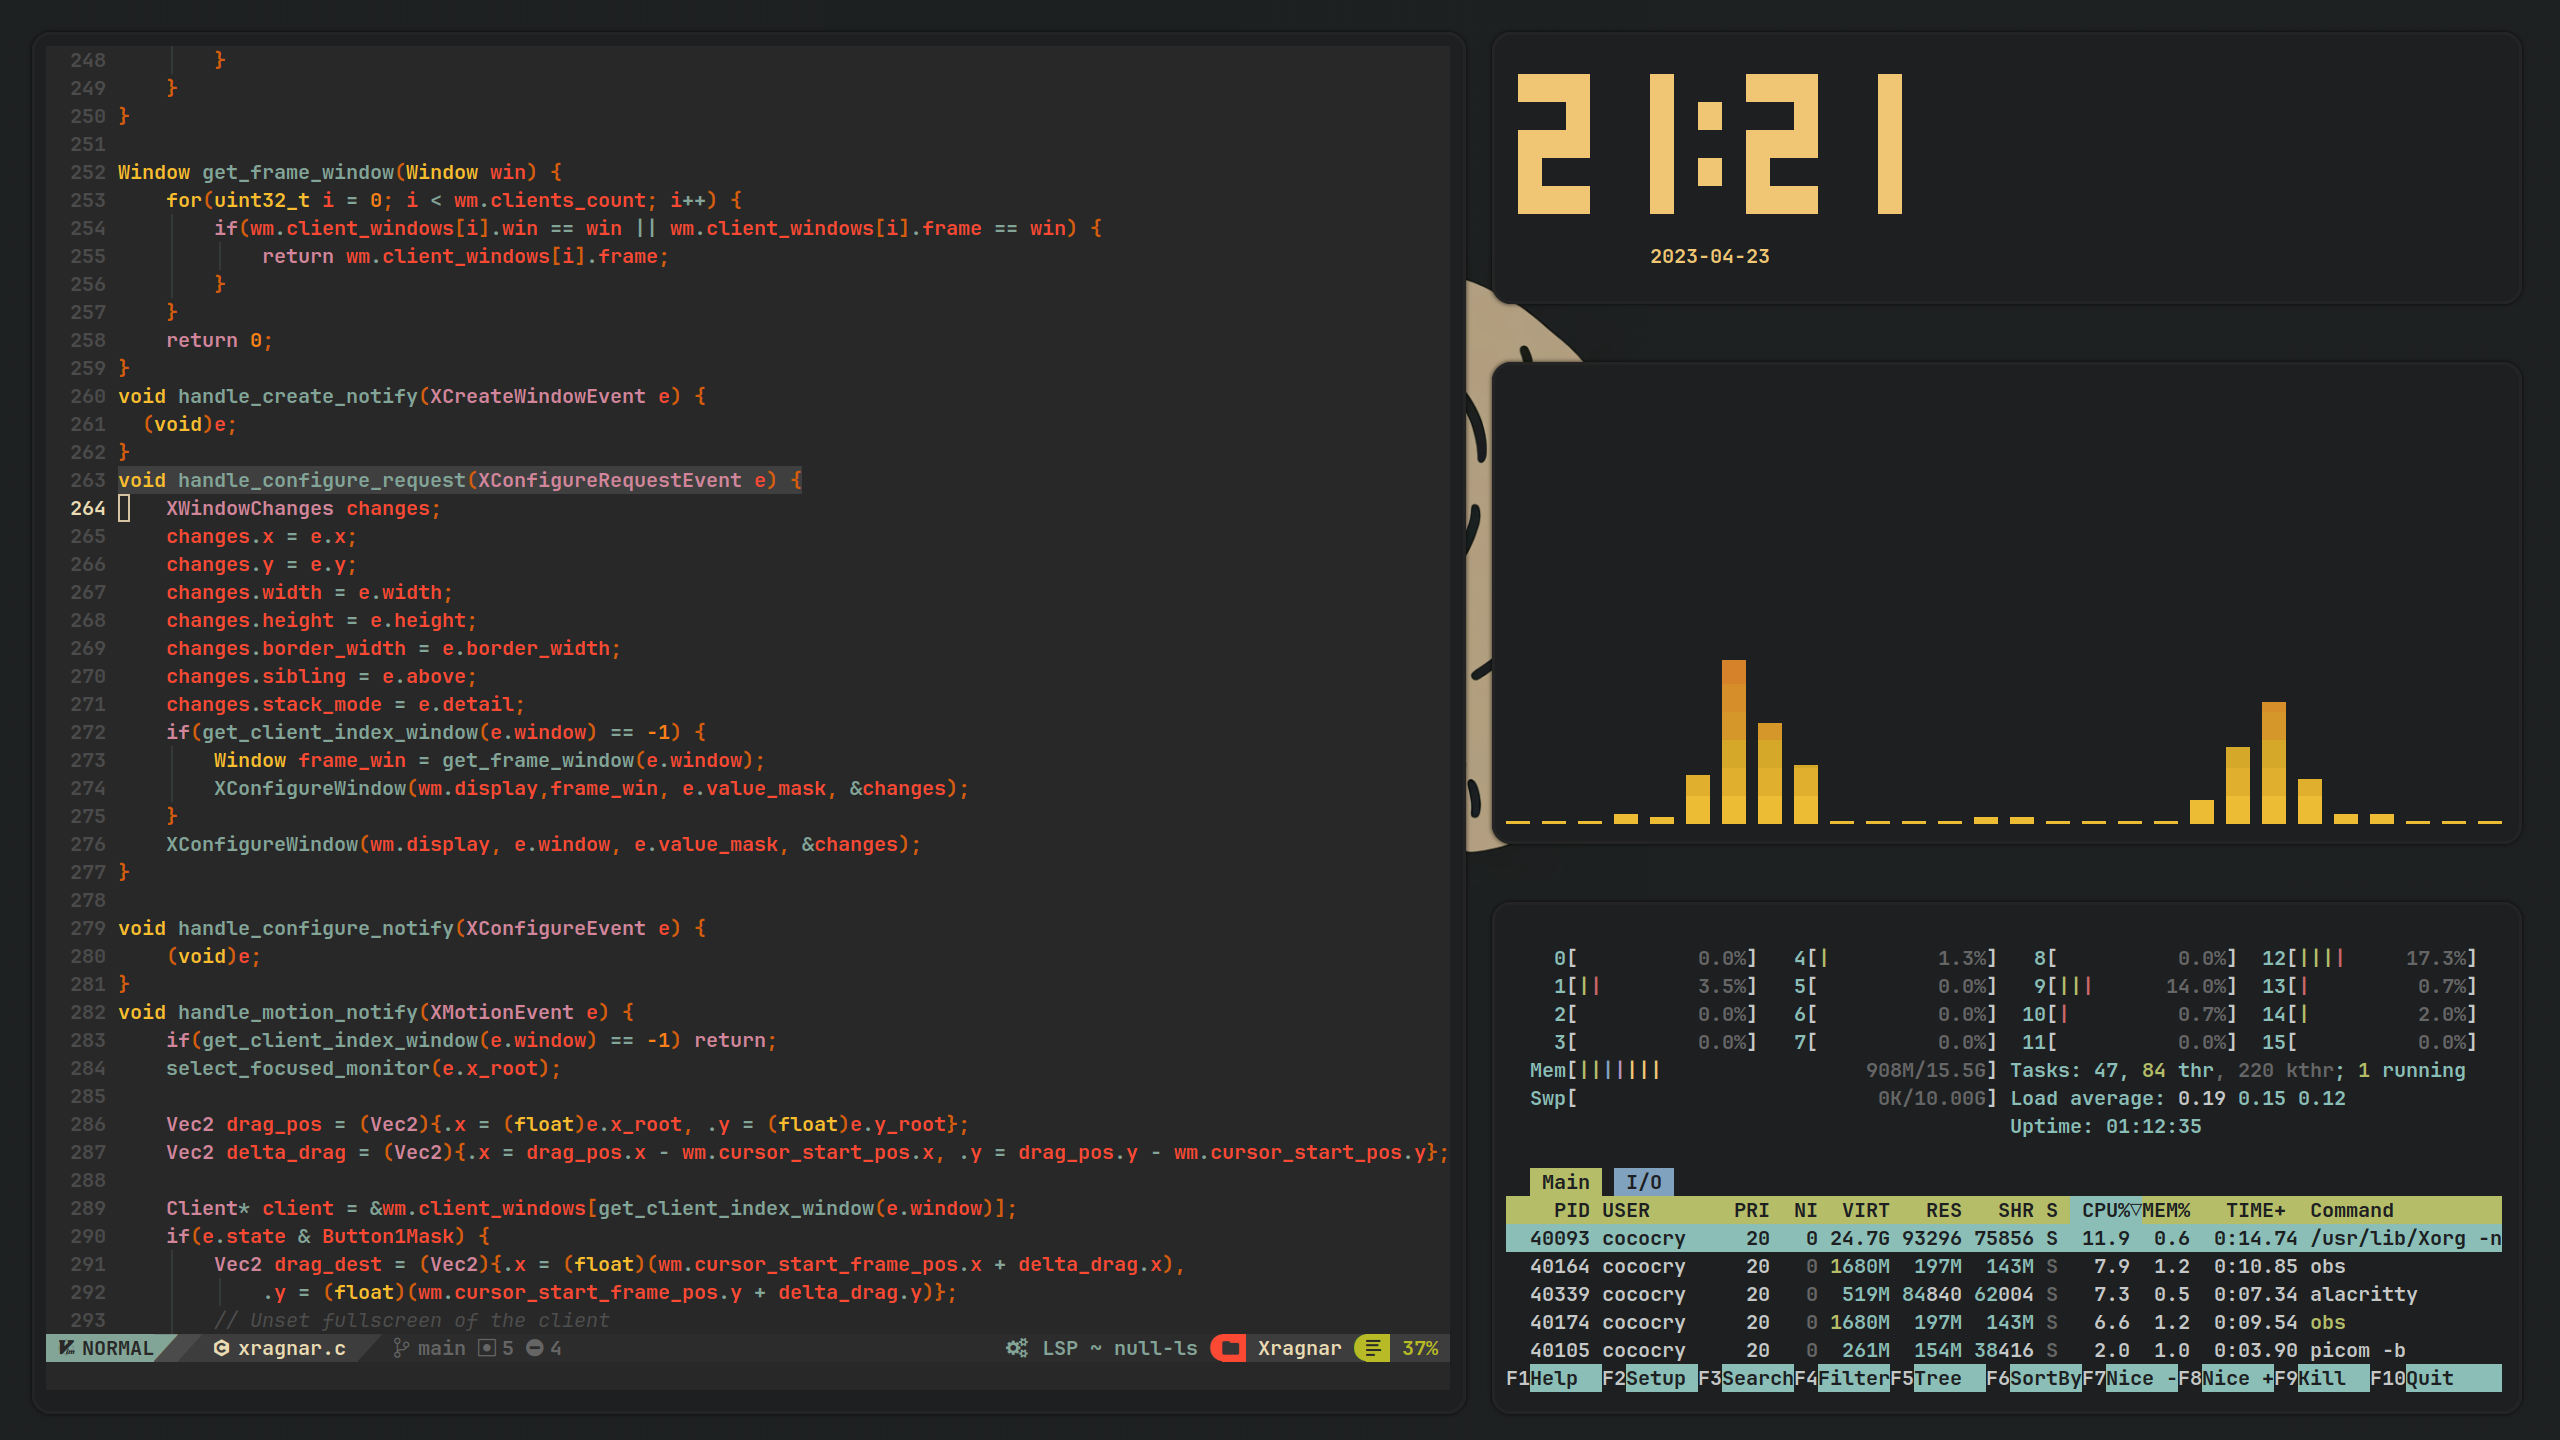 248         }
249     }
250 }
251
252 Window get_frame_window(Window win) {
253     for(uint32_t i = 0; i < wm.clients_count; i++) {
254         if(wm.client_windows[i].win == win || wm.client_windows[i].frame == win) {
255             return wm.client_windows[i].frame;
256         }
257     }
258     return 0;
259 }
260 void handle_create_notify(XCreateWindowEvent e) {
261   (void)e;
262 }
263 void handle_configure_request(XConfigureRequestEvent e) {
264     XWindowChanges changes;
265     changes.x = e.x;
266     changes.y = e.y;
267     changes.width = e.width;
268     changes.height = e.height;
269     changes.border_width = e.border_width;
270     changes.sibling = e.above;
271     changes.stack_mode = e.detail;
272     if(get_client_index_window(e.window) == -1) {
273         Window frame_win = get_frame_window(e.window);
274         XConfigureWindow(wm.display,frame_win, e.value_mask, &changes);
275     }
276     XConfigureWindow(wm.display, e.window, e.value_mask, &changes);
277 }
278
279 void handle_configure_notify(XConfigureEvent e) {
280     (void)e;
281 }
282 void handle_motion_notify(XMotionEvent e) {
283     if(get_client_index_window(e.window) == -1) return;
284     select_focused_monitor(e.x_root);
285
286     Vec2 drag_pos = (Vec2){.x = (float)e.x_root, .y = (float)e.y_root};
287     Vec2 delta_drag = (Vec2){.x = drag_pos.x - wm.cursor_start_pos.x, .y = drag_pos.y - wm.cursor_start_pos.y};
288
289     Client* client = &wm.client_windows[get_client_index_window(e.window)];
290     if(e.state & Button1Mask) {
291         Vec2 drag_dest = (Vec2){.x = (float)(wm.cursor_start_frame_pos.x + delta_drag.x),
292             .y = (float)(wm.cursor_start_frame_pos.y + delta_drag.y)};
293         // Unset fullscreen of the client
NORMAL xragnar.c main 5 4 LSP ~ null-ls Xragnar 37%
21:21
2023-04-23
0[ 0.0%] 4[| 1.3%] 8[ 0.0%] 12[|||| 17.3%]
1[|| 3.5%] 5[ 0.0%] 9[||| 14.0%] 13[| 0.7%]
2[ 0.0%] 6[ 0.0%] 10[| 0.7%] 14[| 2.0%]
3[ 0.0%] 7[ 0.0%] 11[ 0.0%] 15[ 0.0%]
Mem[||||||| 908M/15.5G] Tasks: 47, 84 thr, 220 kthr; 1 running
Swp[ 0K/10.00G] Load average: 0.19 0.15 0.12
Uptime: 01:12:35
Main I/O
PID USER PRI NI VIRT RES SHR S CPU%▽MEM% TIME+ Command
40093 cococry 20 0 24.7G 93296 75856 S 11.9 0.6 0:14.74 /usr/lib/Xorg -n
40164 cococry 20 0 1680M 197M 143M S 7.9 1.2 0:10.85 obs
40339 cococry 20 0 519M 84840 62004 S 7.3 0.5 0:07.34 alacritty
40174 cococry 20 0 1680M 197M 143M S 6.6 1.2 0:09.54 obs
40105 cococry 20 0 261M 154M 38416 S 2.0 1.0 0:03.90 picom -b
F1Help F2Setup F3SearchF4FilterF5Tree F6SortByF7Nice -F8Nice +F9Kill F10Quit